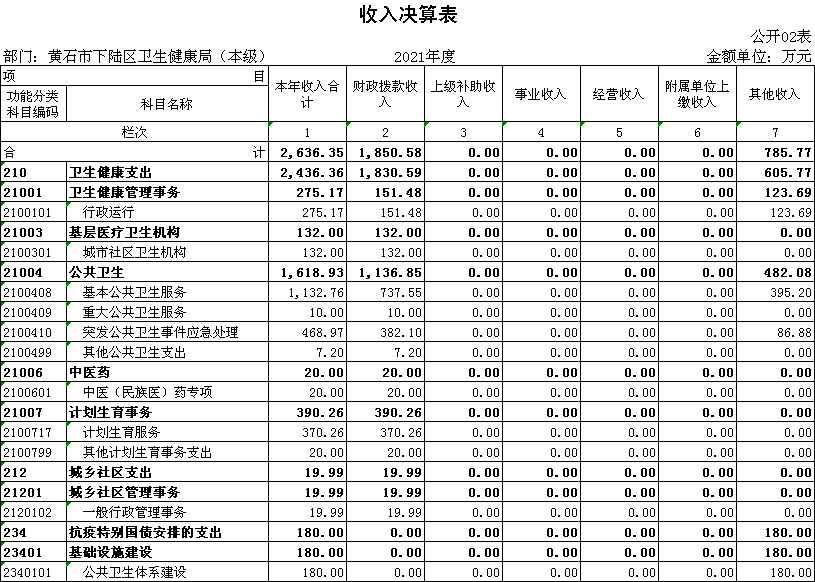 收入决算表
公开02表
部门：黄石市下陆区卫生健康局（本级） 2021年度 金额单位：万元
项 目 本年收入合计 财政拨款收入 上级补助收入 事业收入 经营收入 附属单位上缴收入 其他收入
功能分类科目编码 科目名称
栏次 1 2 3 4 5 6 7
合 计 2,636.35 1,850.58 0.00 0.00 0.00 0.00 785.77
210 卫生健康支出 2,436.36 1,830.59 0.00 0.00 0.00 0.00 605.77
21001 卫生健康管理事务 275.17 151.48 0.00 0.00 0.00 0.00 123.69
2100101 行政运行 275.17 151.48 0.00 0.00 0.00 0.00 123.69
21003 基层医疗卫生机构 132.00 132.00 0.00 0.00 0.00 0.00 0.00
2100301 城市社区卫生机构 132.00 132.00 0.00 0.00 0.00 0.00 0.00
21004 公共卫生 1,618.93 1,136.85 0.00 0.00 0.00 0.00 482.08
2100408 基本公共卫生服务 1,132.76 737.55 0.00 0.00 0.00 0.00 395.20
2100409 重大公共卫生服务 10.00 10.00 0.00 0.00 0.00 0.00 0.00
2100410 突发公共卫生事件应急处理 468.97 382.10 0.00 0.00 0.00 0.00 86.88
2100499 其他公共卫生支出 7.20 7.20 0.00 0.00 0.00 0.00 0.00
21006 中医药 20.00 20.00 0.00 0.00 0.00 0.00 0.00
2100601 中医（民族医）药专项 20.00 20.00 0.00 0.00 0.00 0.00 0.00
21007 计划生育事务 390.26 390.26 0.00 0.00 0.00 0.00 0.00
2100717 计划生育服务 370.26 370.26 0.00 0.00 0.00 0.00 0.00
2100799 其他计划生育事务支出 20.00 20.00 0.00 0.00 0.00 0.00 0.00
212 城乡社区支出 19.99 19.99 0.00 0.00 0.00 0.00 0.00
21201 城乡社区管理事务 19.99 19.99 0.00 0.00 0.00 0.00 0.00
2120102 一般行政管理事务 19.99 19.99 0.00 0.00 0.00 0.00 0.00
234 抗疫特别国债安排的支出 180.00 0.00 0.00 0.00 0.00 0.00 180.00
23401 基础设施建设 180.00 0.00 0.00 0.00 0.00 0.00 180.00
2340101 公共卫生体系建设 180.00 0.00 0.00 0.00 0.00 0.00 180.00